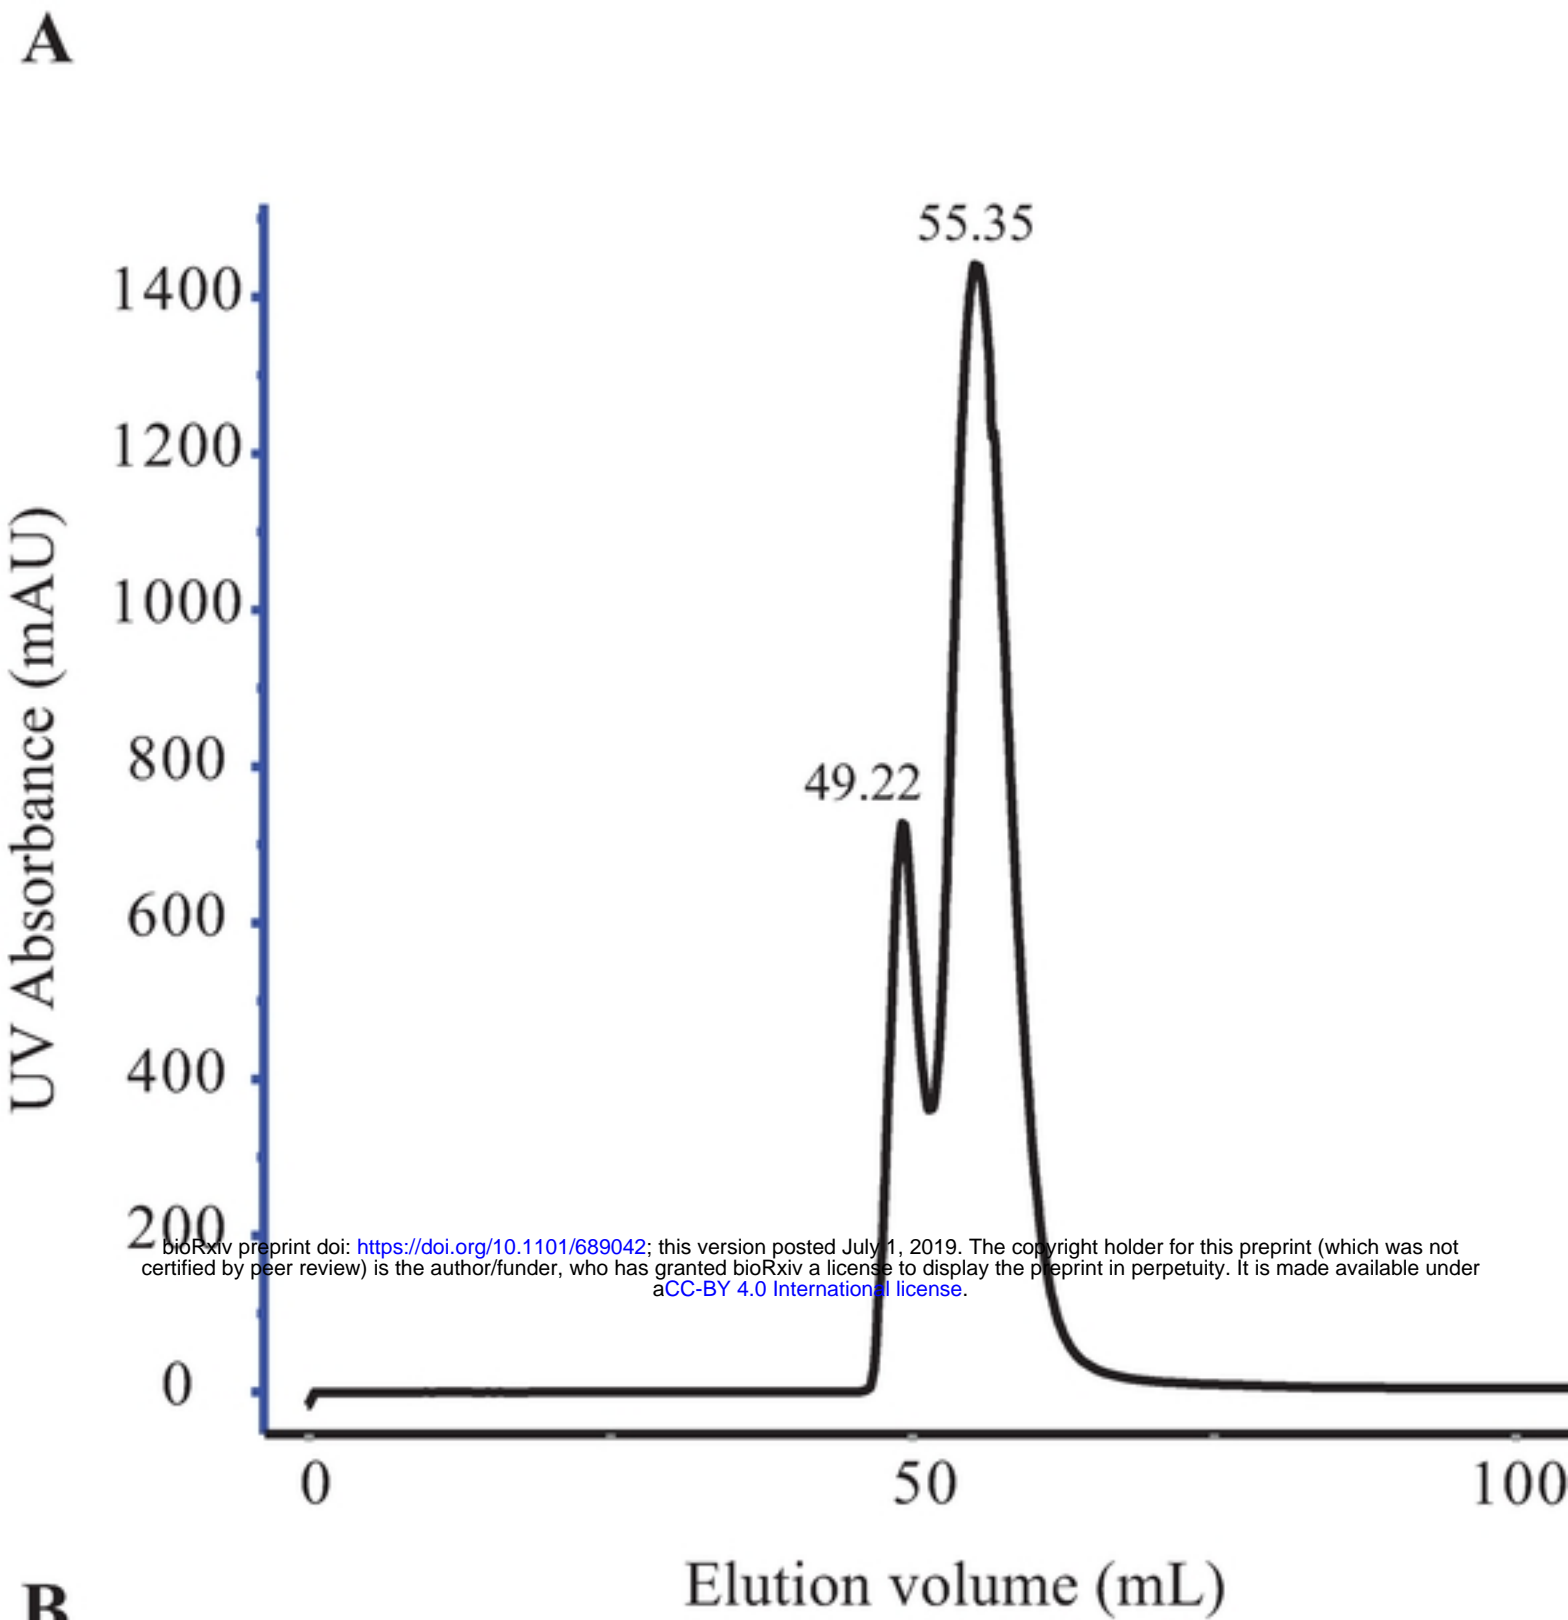 A
55.35
1400
1200
1000
49.22
800
600
400
200
0
UV Absorbance (mAU)
bioRxiv preprint doi: https://doi.org/10.1101/689042; this version posted July 1, 2019. The copyright holder for this preprint (which was not
certified by peer review) is the author/funder, who has granted bioRxiv a license to display the preprint in perpetuity. It is made available under
aCC-BY 4.0 International license.
0 50 100
Elution volume (mL)
B